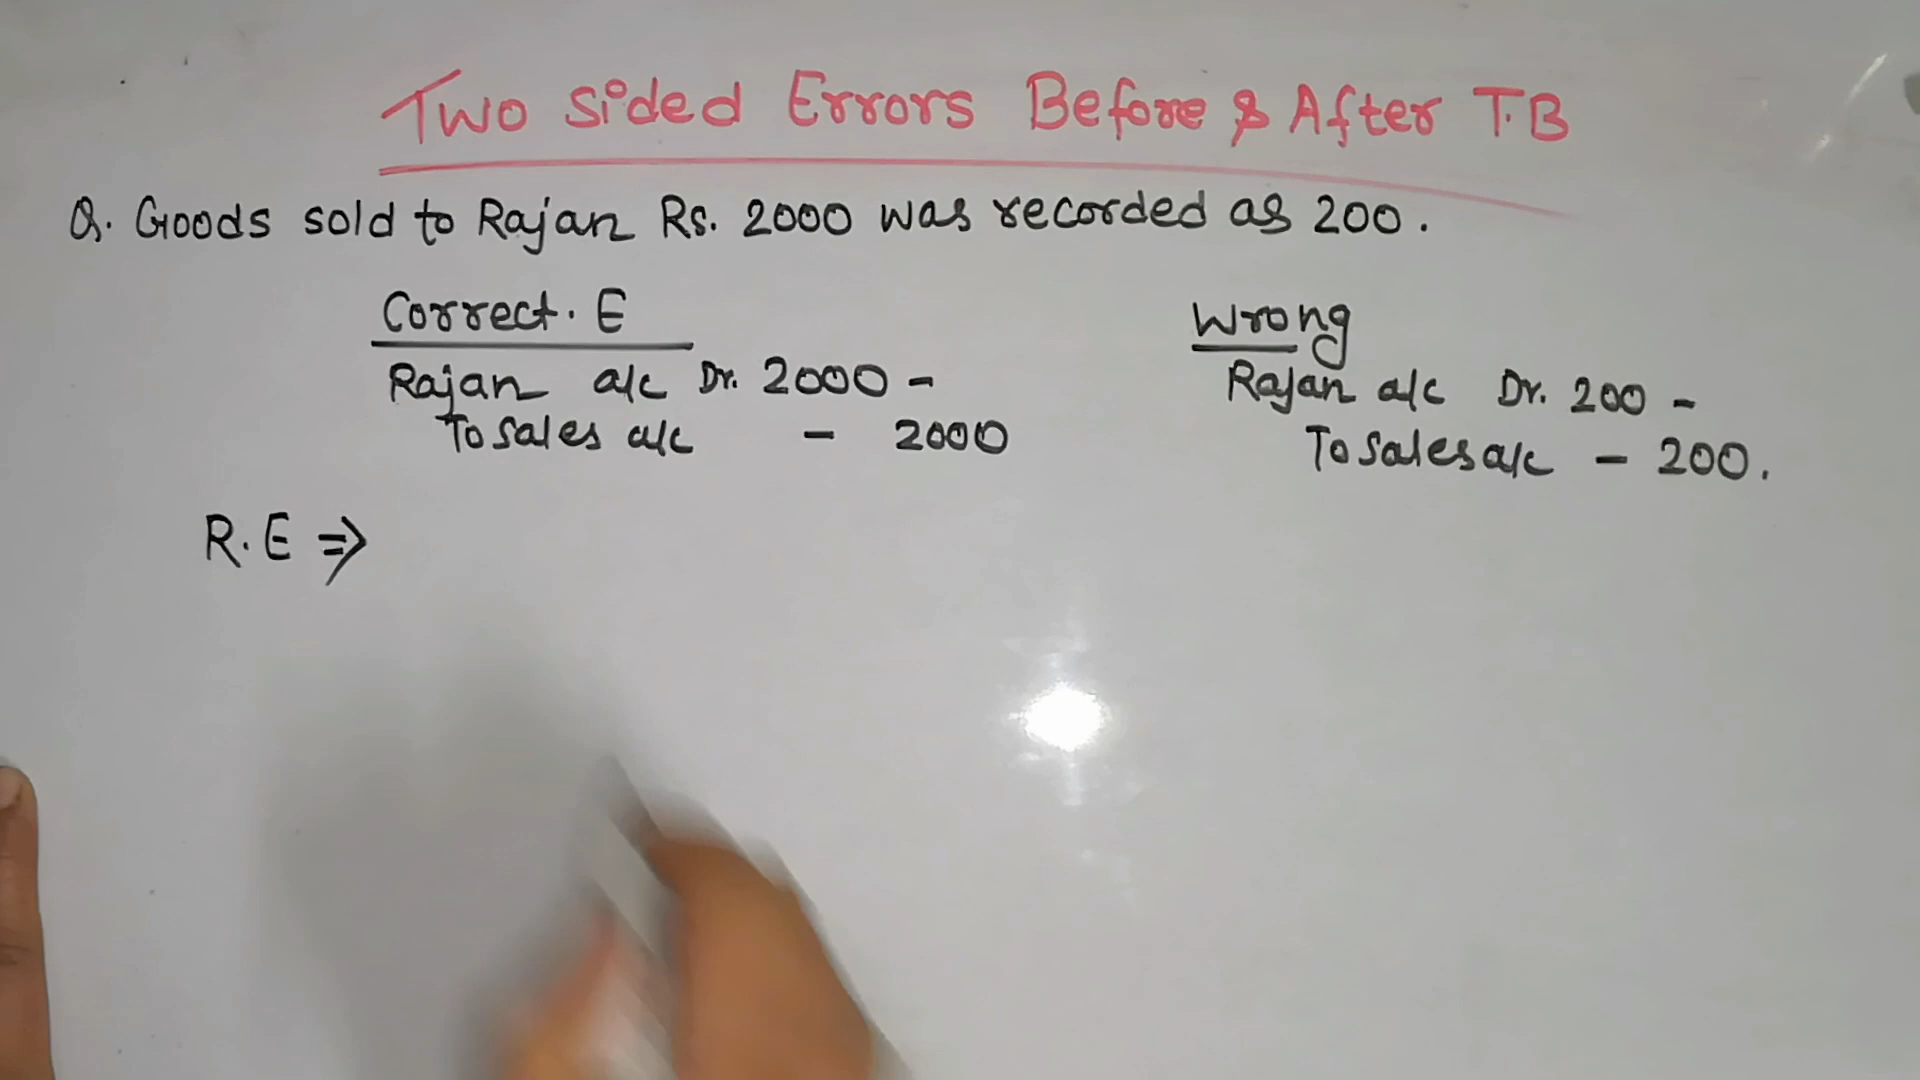 Two Sided Errors Before & After T.B
Q. Goods sold to Rajan Rs. 2000 was recorded as 200.
Correct. E
Rajan a/c Dr. 2000 -
To Sales a/c - 2000
Wrong
Rajan a/c Dr. 200 -
To Sales a/c - 200.
R.E ⇒